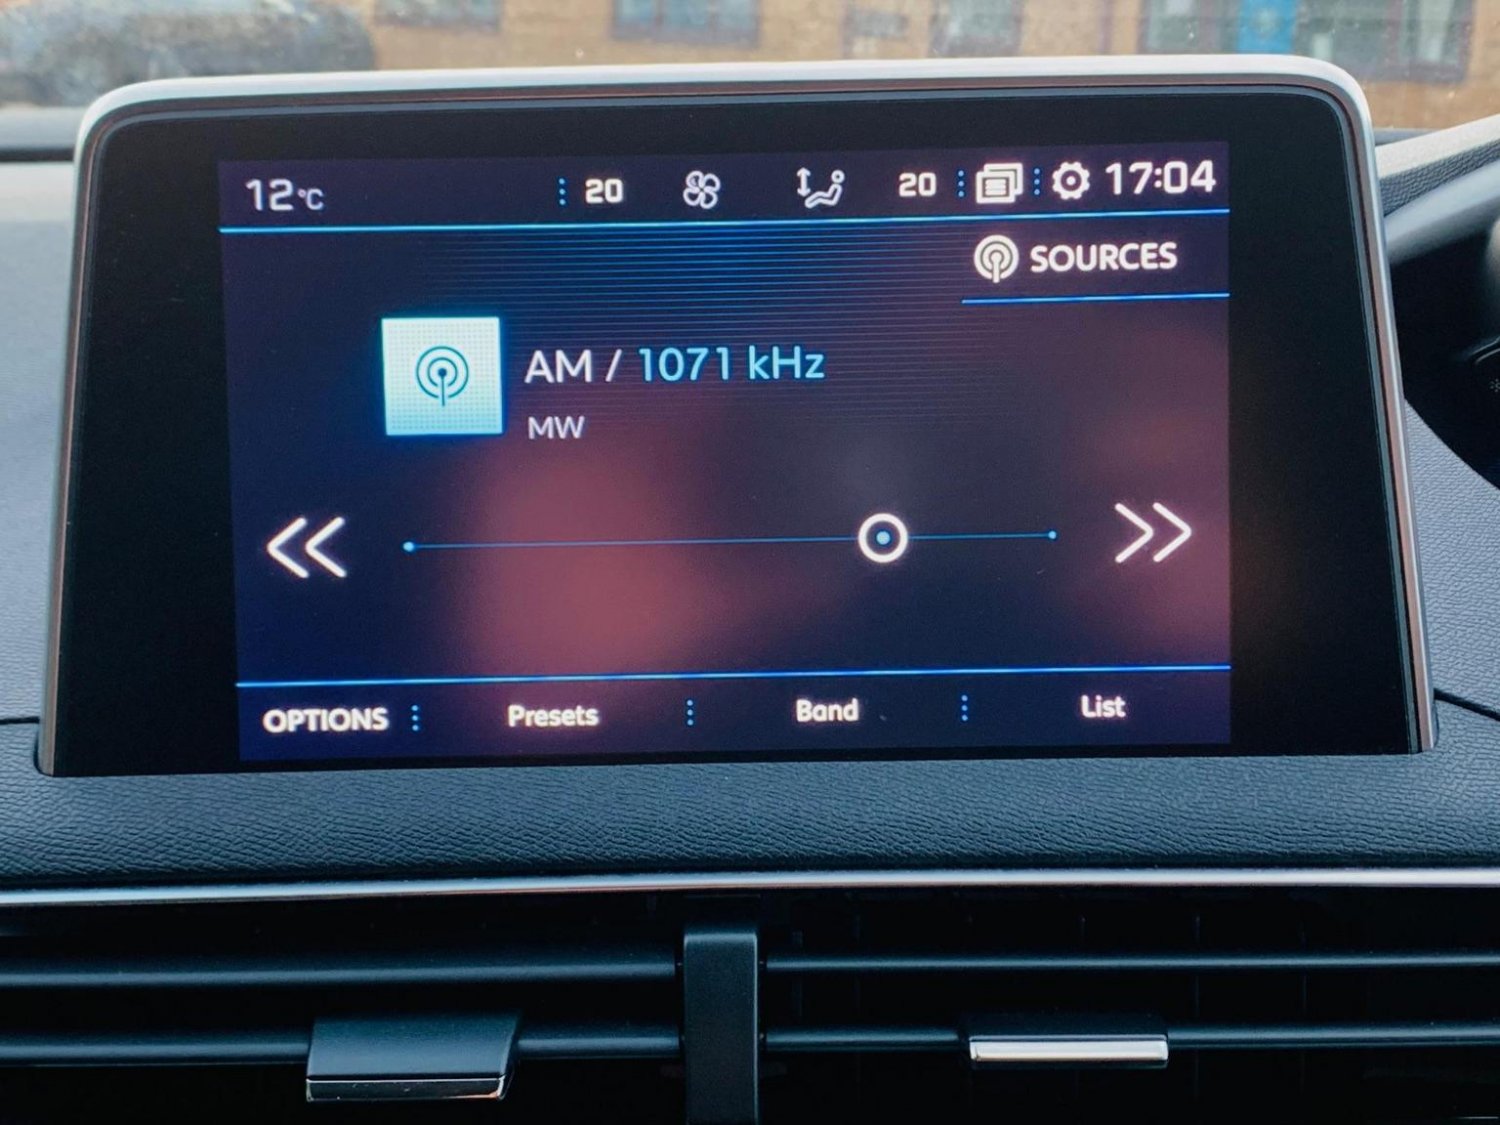 12°C 20 20 17:04
SOURCES
AM / 1071 kHz
MW
OPTIONS Presets Band List